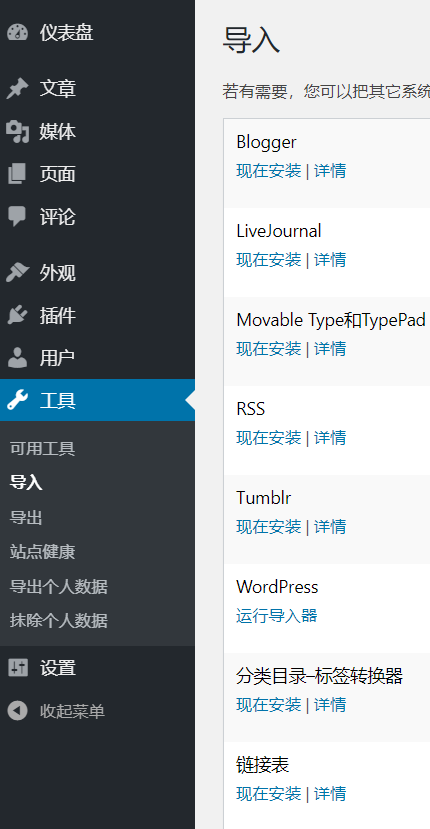 仪表盘
文章
媒体
页面
评论
外观
插件
用户
工具
可用工具
导入
导出
站点健康
导出个人数据
抹除个人数据
设置
收起菜单
导入
若有需要，您可以把其它系统
Blogger
现在安装 | 详情
LiveJournal
现在安装 | 详情
Movable Type和TypePad
现在安装 | 详情
RSS
现在安装 | 详情
Tumblr
现在安装 | 详情
WordPress
运行导入器
分类目录–标签转换器
现在安装 | 详情
链接表
现在安装 | 详情